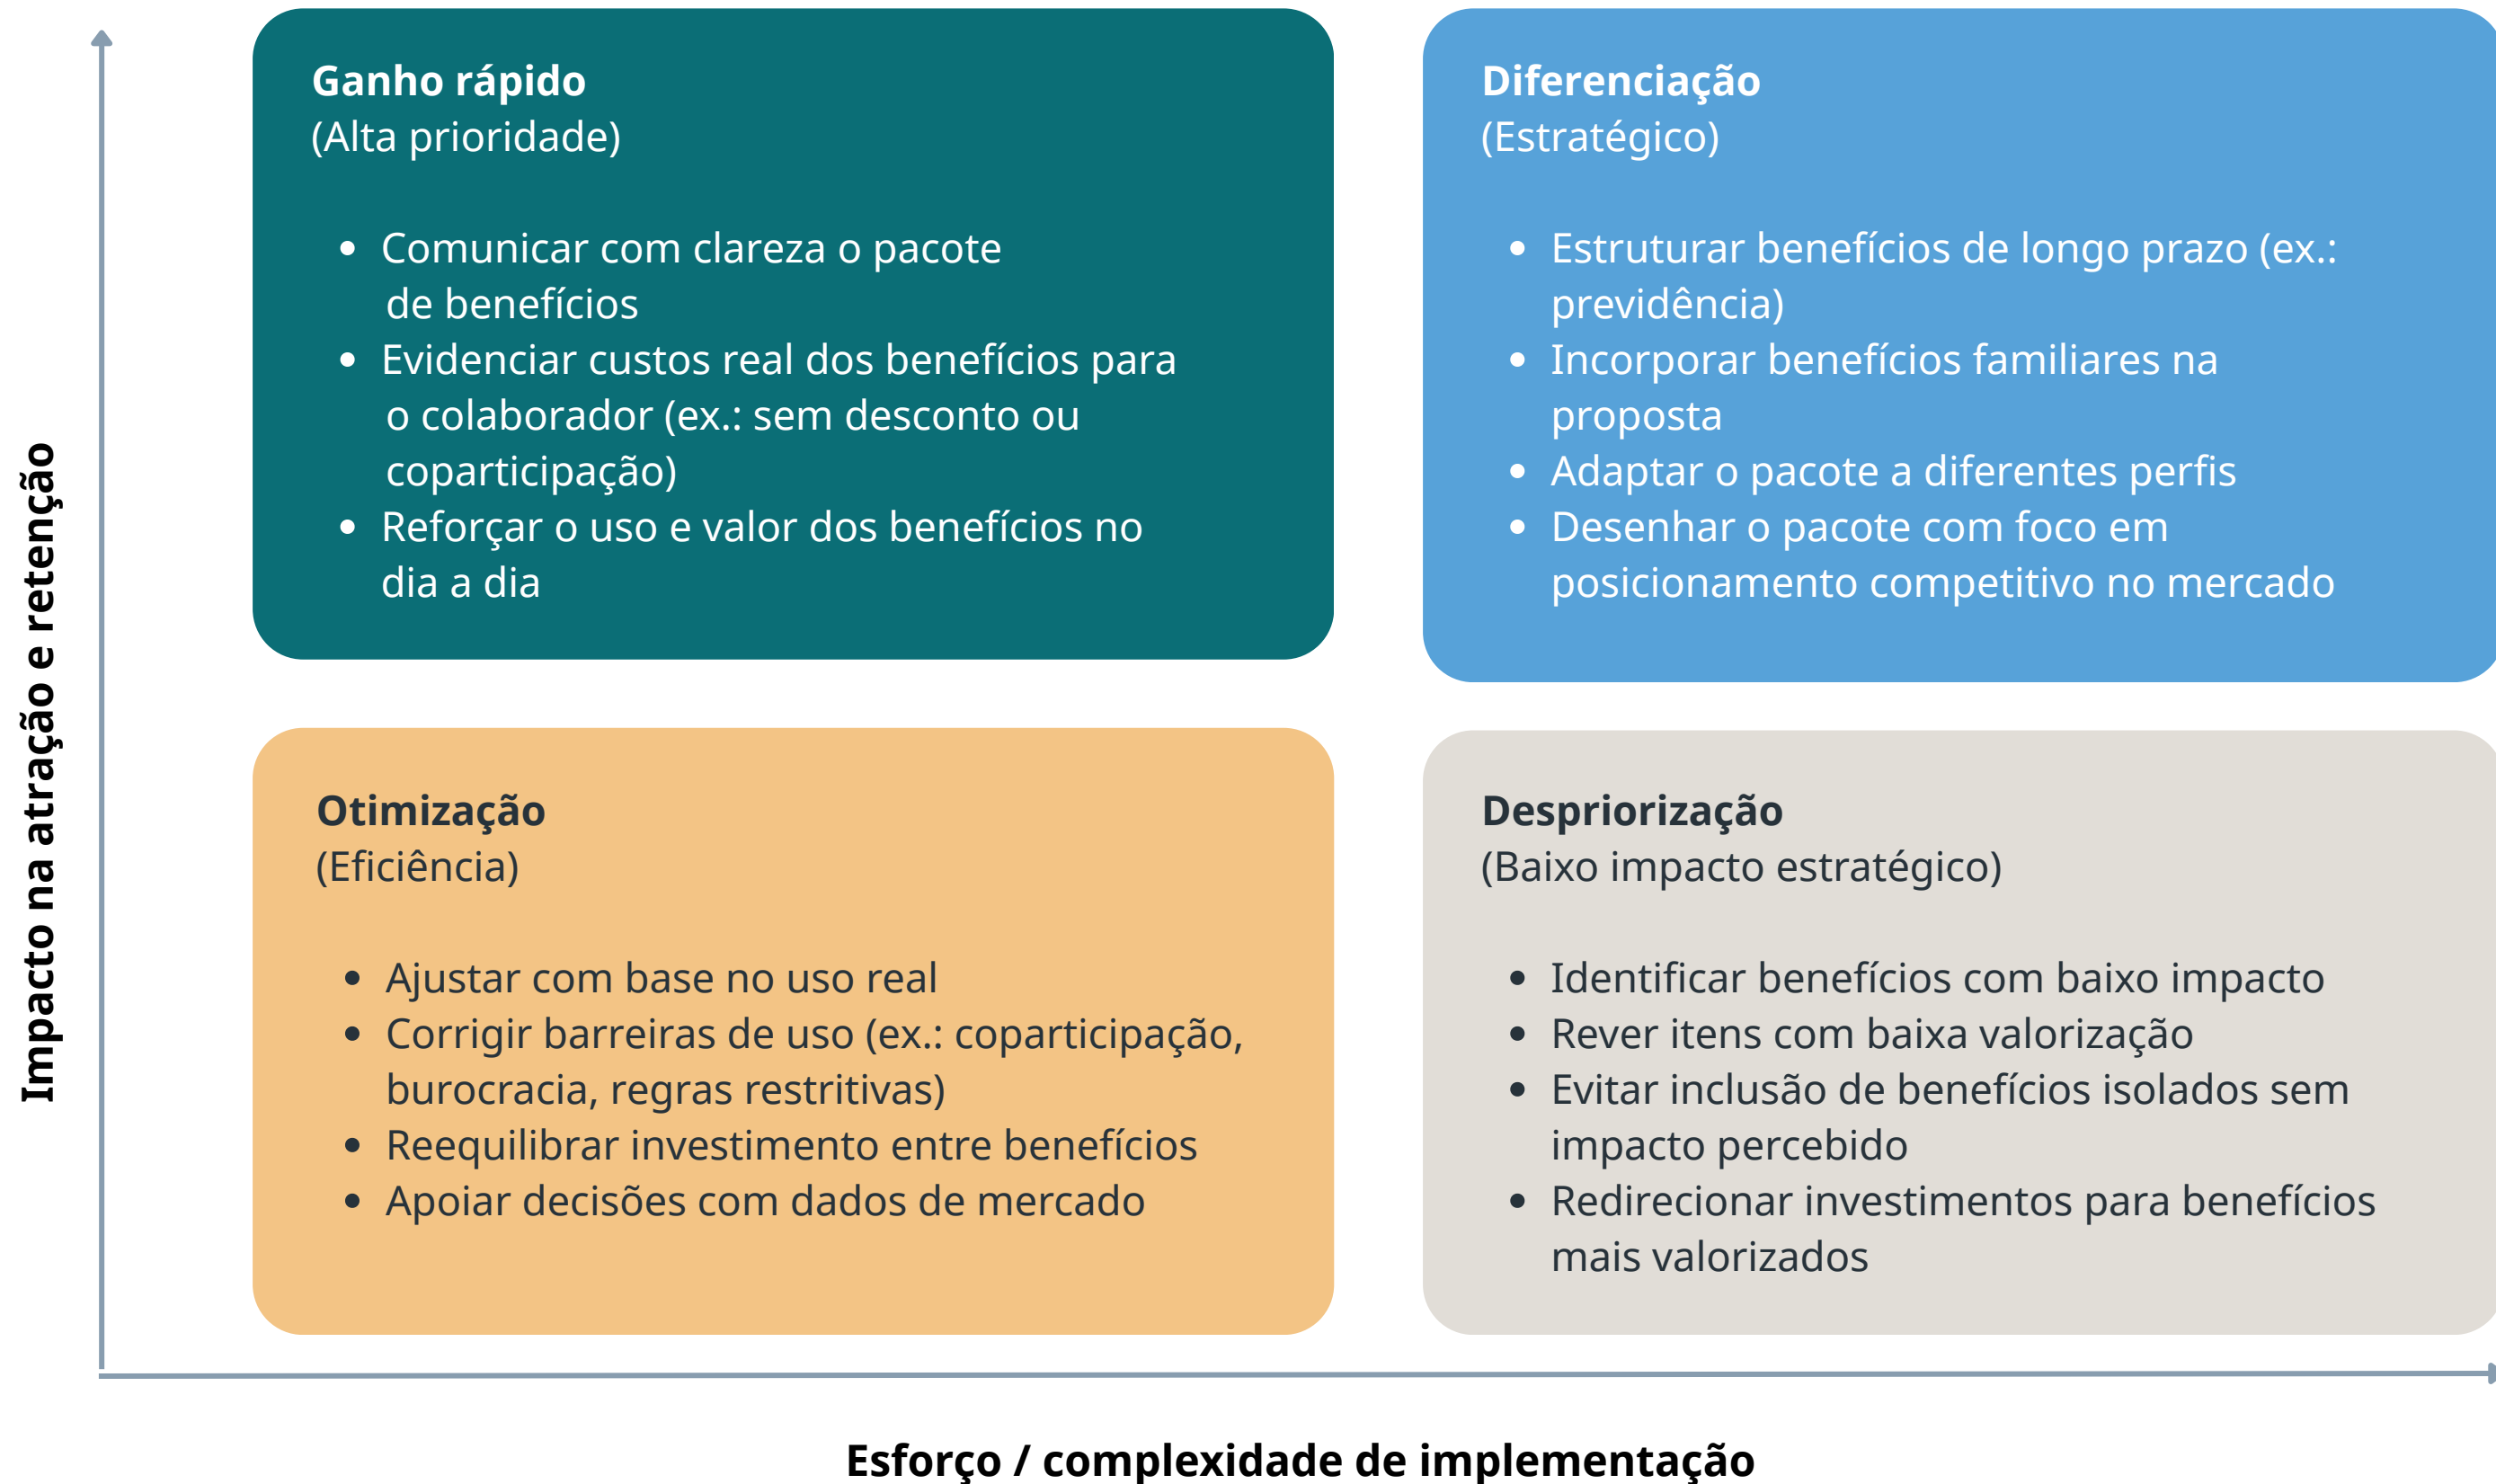 Impacto na atração e retenção
Ganho rápido
(Alta prioridade)
• Comunicar com clareza o pacote
de benefícios
• Evidenciar custos real dos benefícios para
o colaborador (ex.: sem desconto ou
coparticipação)
• Reforçar o uso e valor dos benefícios no
dia a dia
Diferenciação
(Estratégico)
• Estruturar benefícios de longo prazo (ex.:
previdência)
• Incorporar benefícios familiares na
proposta
• Adaptar o pacote a diferentes perfis
• Desenhar o pacote com foco em
posicionamento competitivo no mercado
Otimização
(Eficiência)
• Ajustar com base no uso real
• Corrigir barreiras de uso (ex.: coparticipação,
burocracia, regras restritivas)
• Reequilibrar investimento entre benefícios
• Apoiar decisões com dados de mercado
Despriorização
(Baixo impacto estratégico)
• Identificar benefícios com baixo impacto
• Rever itens com baixa valorização
• Evitar inclusão de benefícios isolados sem
impacto percebido
• Redirecionar investimentos para benefícios
mais valorizados
Esforço / complexidade de implementação